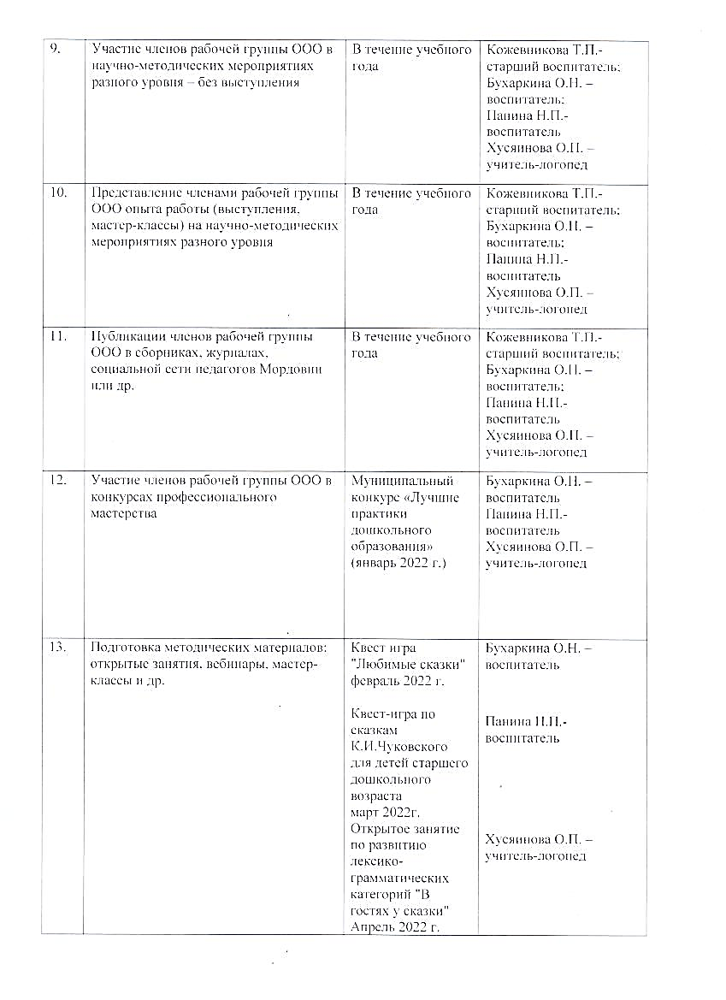 9.
Участие членов рабочей группы ООО в
научно-методических мероприятиях
разного уровня – без выступления
В течение учебного
года
Кожевникова Т.П.-
старший воспитатель;
Бухаркина О.Н. –
воспитатель;
Панина Н.П.-
воспитатель
Хусяинова О.П. –
учитель-логопед
10.
Представление членами рабочей группы
ООО опыта работы (выступления,
мастер-классы) на научно-методических
мероприятиях разного уровня
В течение учебного
года
Кожевникова Т.П.-
старший воспитатель;
Бухаркина О.Н. –
воспитатель;
Панина Н.П.-
воспитатель
Хусяинова О.П. –
учитель-логопед
11.
Публикации членов рабочей группы
ООО в сборниках, журналах,
социальной сети педагогов Мордовии
или др.
В течение учебного
года
Кожевникова Т.П.-
старший воспитатель;
Бухаркина О.Н. –
воспитатель;
Панина Н.П.-
воспитатель
Хусяинова О.П. –
учитель-логопед
12.
Участие членов рабочей группы ООО в
конкурсах профессионального
мастерства
Муниципальный
конкурс «Лучшие
практики
дошкольного
образования»
(январь 2022 г.)
Бухаркина О.Н. –
воспитатель
Панина Н.П.-
воспитатель
Хусяинова О.П. –
учитель-логопед
13.
Подготовка методических материалов:
открытые занятия, вебинары, мастер-
классы и др.
Квест игра
"Любимые сказки"
февраль 2022 г.
Бухаркина О.Н. –
воспитатель
Квест-игра по
сказкам
К.И.Чуковского
для детей старшего
дошкольного
возраста
март 2022г.
Панина Н.П.-
воспитатель
Открытое занятие
по развитию
лексико-
грамматических
категорий "В
гостях у сказки"
Апрель 2022 г.
Хусяинова О.П. –
учитель-логопед